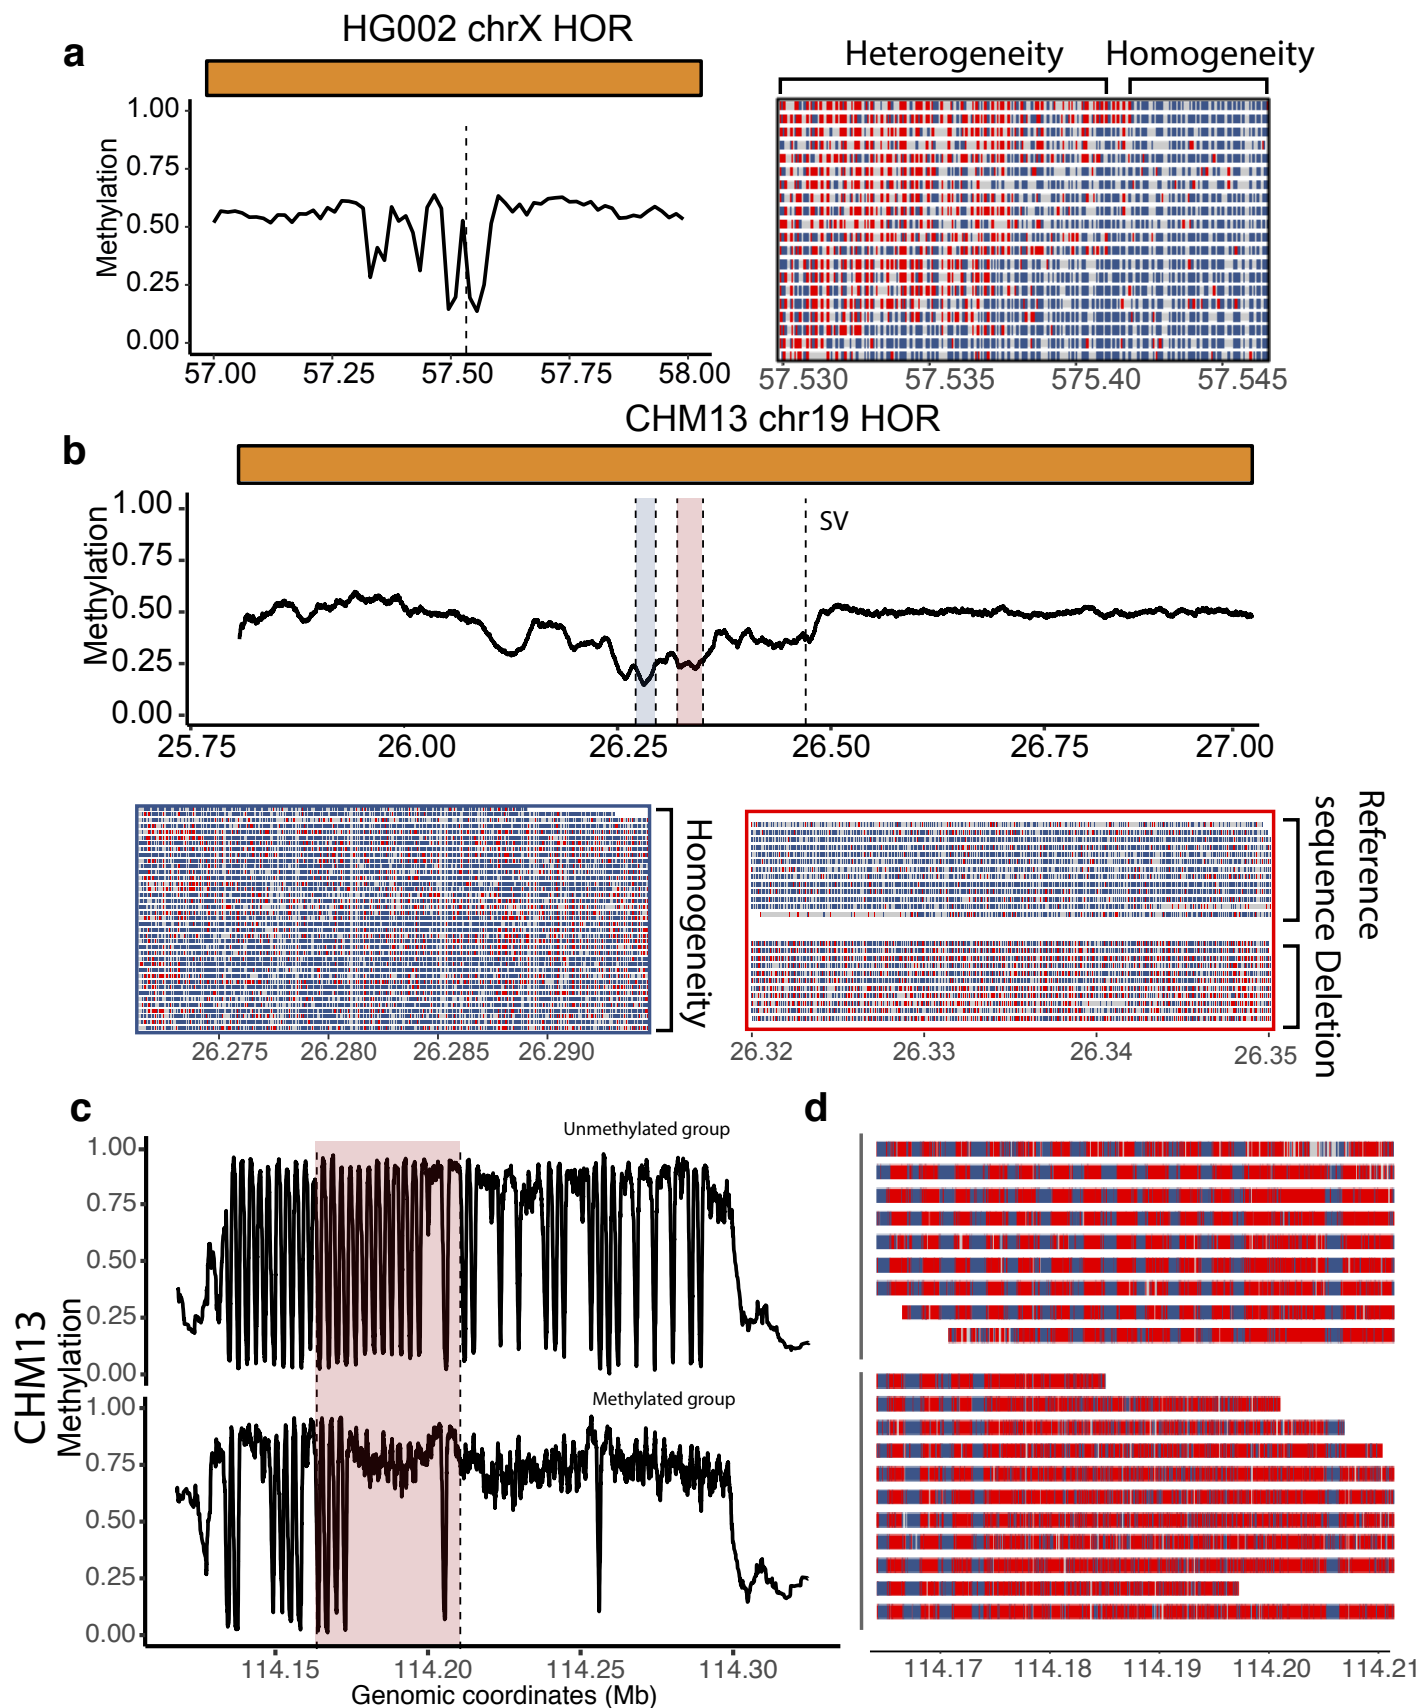 a
HG002 chrX HOR
Heterogeneity
Homogeneity
Methylation
1.00
0.75
0.50
0.25
0.00
57.00
57.25
57.50
57.75
58.00
57.530
57.535
575.40
57.545
b
CHM13 chr19 HOR
Methylation
1.00
0.75
0.50
0.25
0.00
SV
25.75
26.00
26.25
26.50
26.75
27.00
Homogeneity
26.275
26.280
26.285
26.290
Reference
sequence
Deletion
26.32
26.33
26.34
26.35
c
CHM13
Methylation
Unmethylated group
1.00
0.75
0.50
0.25
0.00
Methylated group
1.00
0.75
0.50
0.25
0.00
114.15
114.20
114.25
114.30
Genomic coordinates (Mb)
d
114.17
114.18
114.19
114.20
114.21